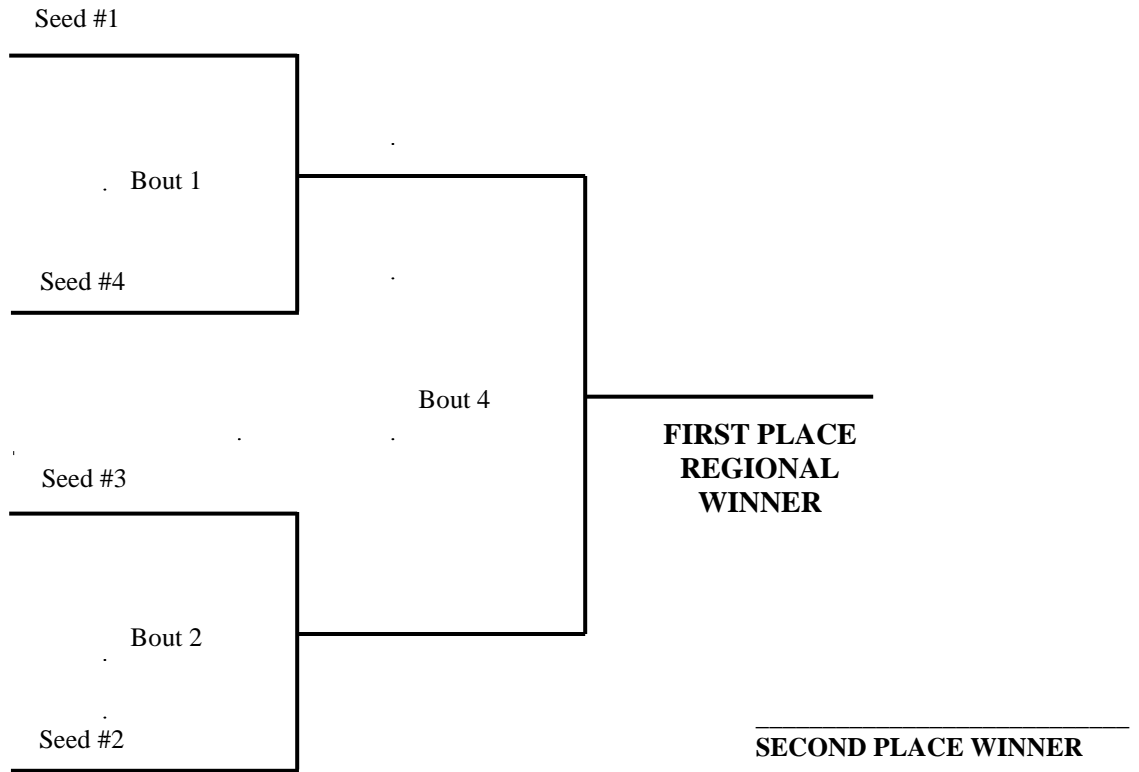 Seed #1
Bout 1
Seed #4
Bout 4
FIRST PLACE
REGIONAL
WINNER
Seed #3
Bout 2
Seed #2
SECOND PLACE WINNER